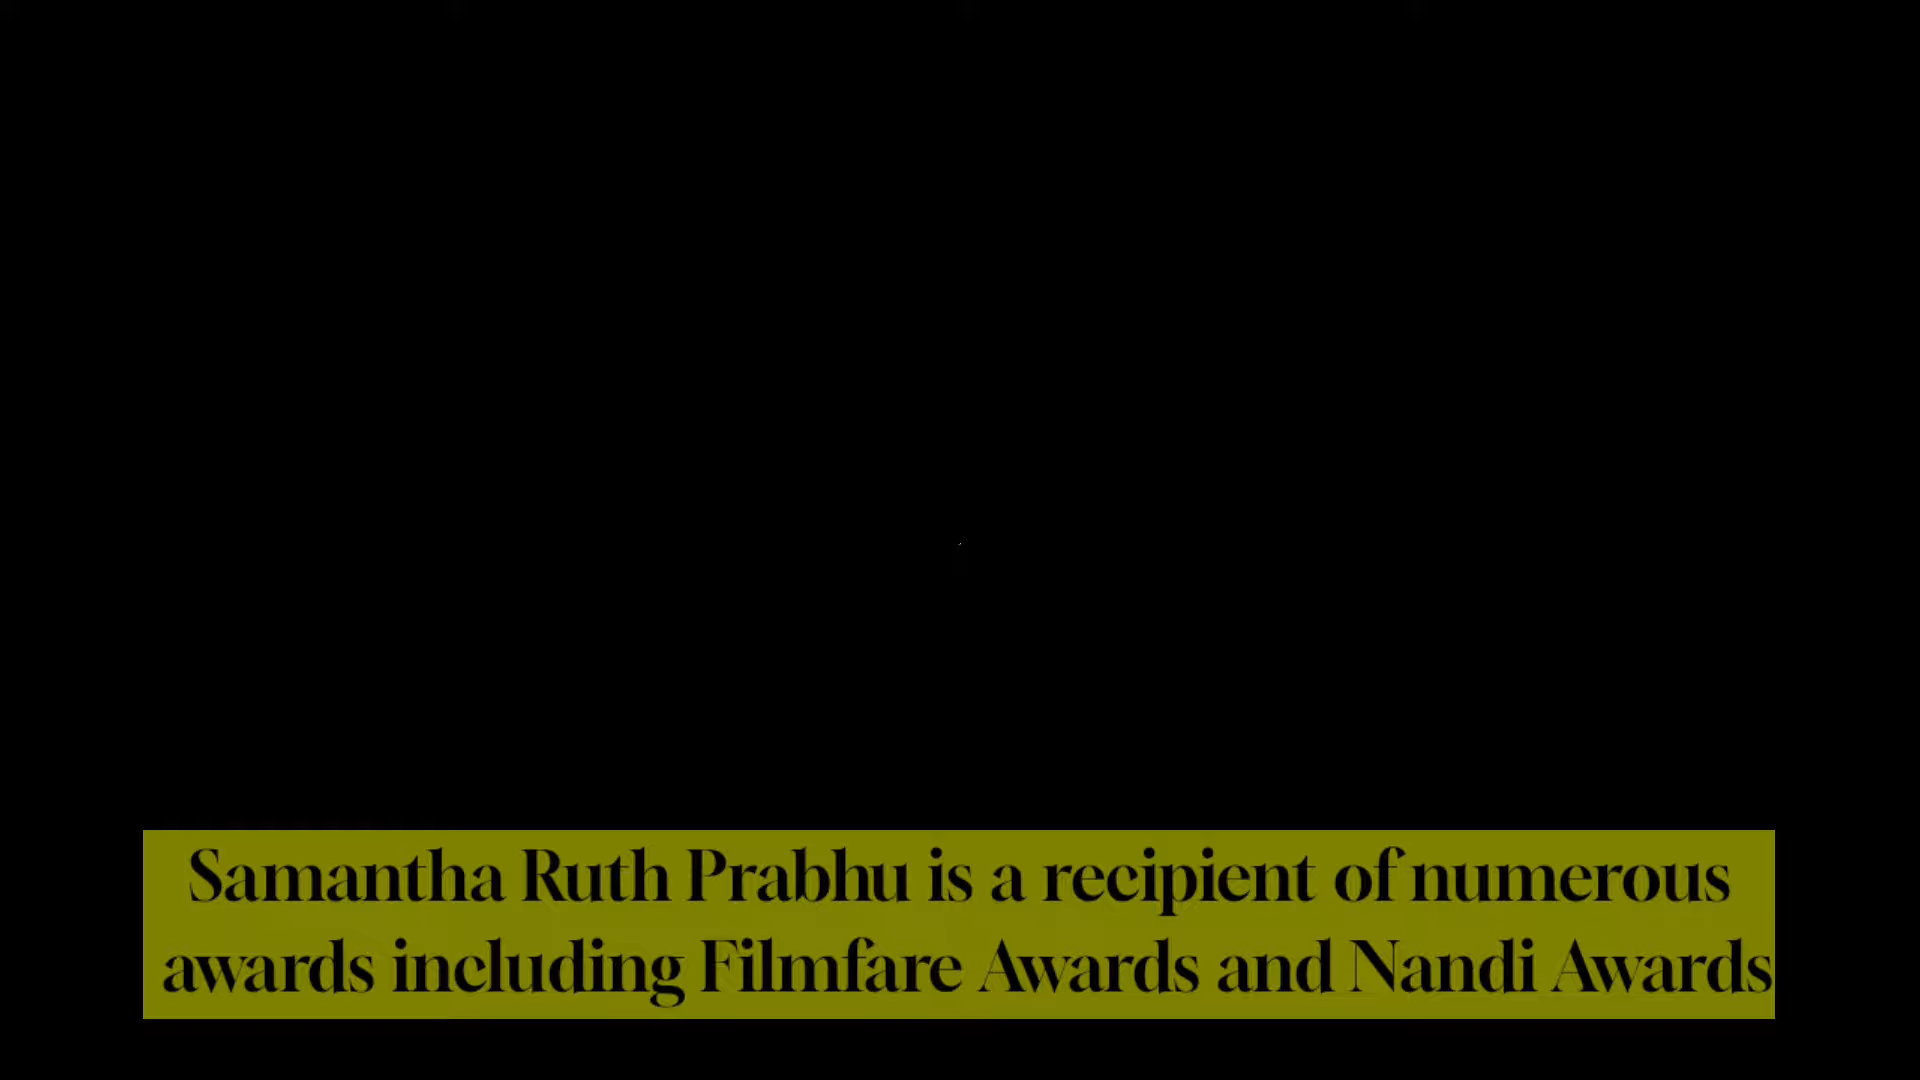 Samantha Ruth Prabhu is a recipient of numerous
awards including Filmfare Awards and Nandi Awards